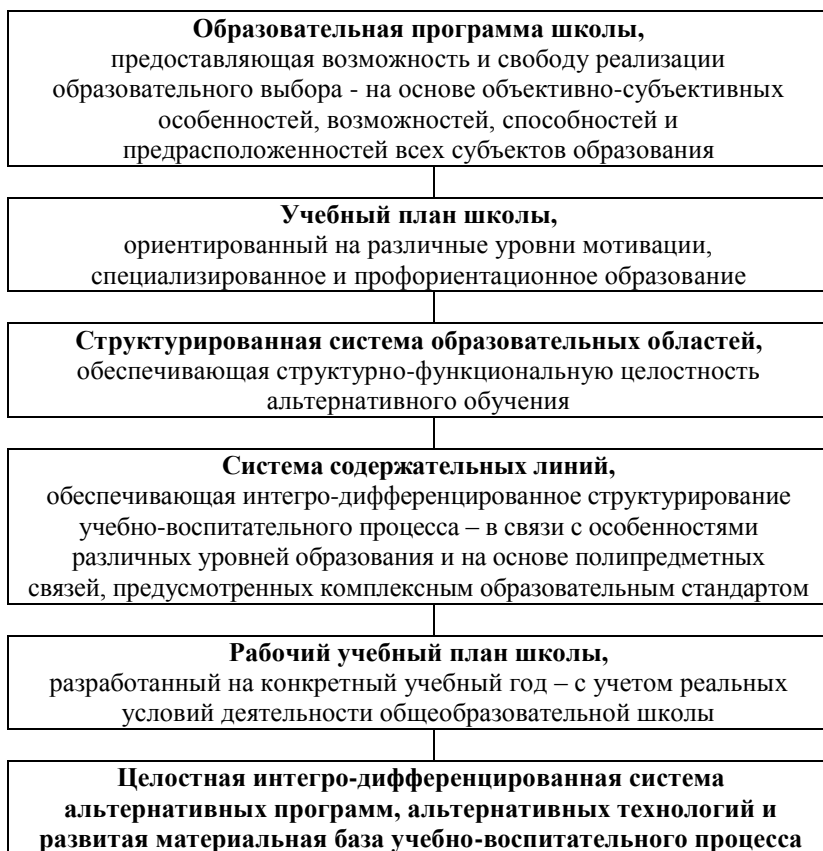 Образовательная программа школы,
предоставляющая возможность и свободу реализации
образовательного выбора - на основе объективно-субъективных
особенностей, возможностей, способностей и
предрасположенностей всех субъектов образования
Учебный план школы,
ориентированный на различные уровни мотивации,
специализированное и профориентационное образование
Структурированная система образовательных областей,
обеспечивающая структурно-функциональную целостность
альтернативного обучения
Система содержательных линий,
обеспечивающая интегро-дифференцированное структурирование
учебно-воспитательного процесса – в связи с особенностями
различных уровней образования и на основе полипредметных
связей, предусмотренных комплексным образовательным стандартом
Рабочий учебный план школы,
разработанный на конкретный учебный год – с учетом реальных
условий деятельности общеобразовательной школы
Целостная интегро-дифференцированная система
альтернативных программ, альтернативных технологий и
развитая материальная база учебно-воспитательного процесса